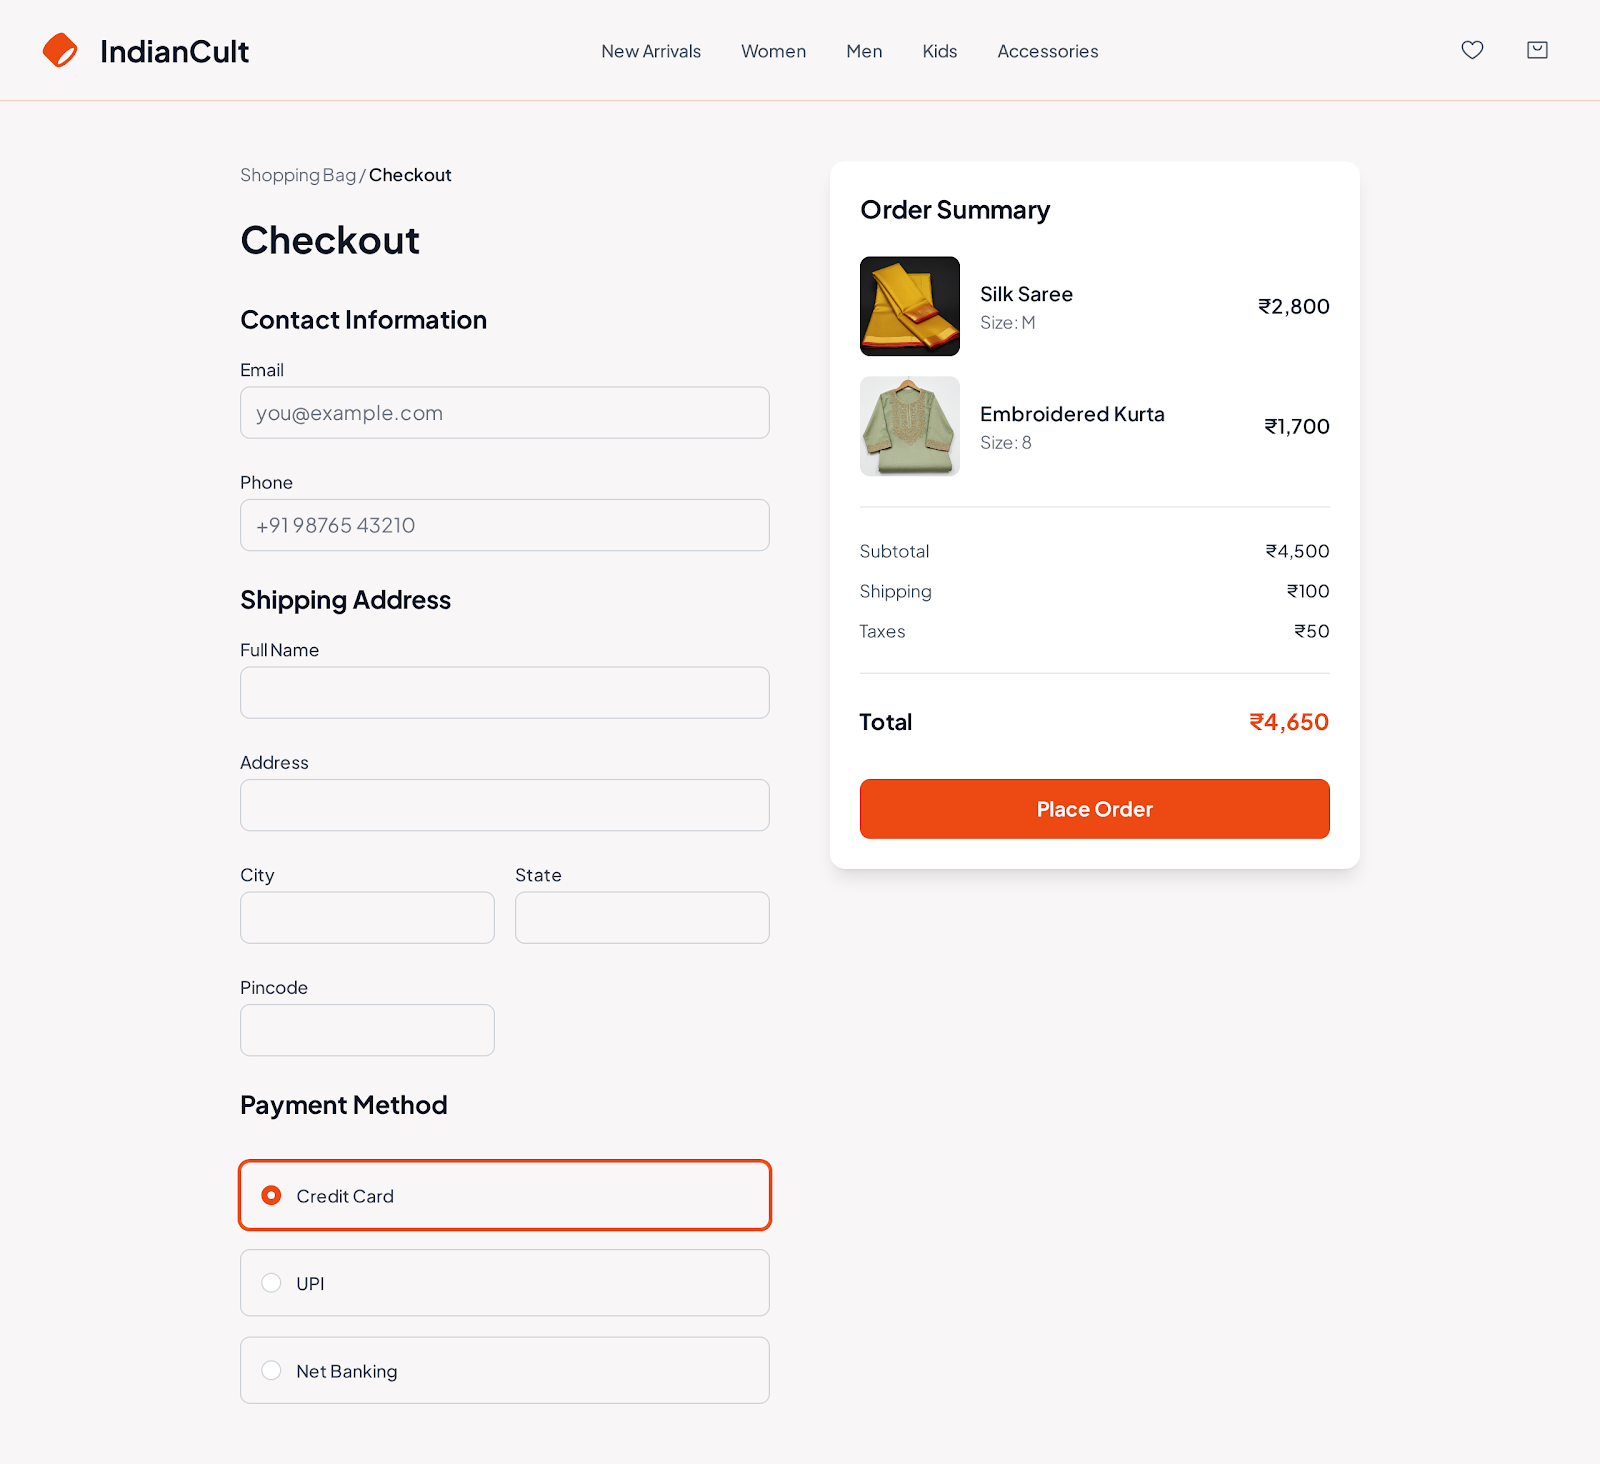 IndianCult
New Arrivals
Women
Men
Kids
Accessories
Shopping Bag / Checkout
Checkout
Contact Information
Email
you@example.com
Phone
+91 98765 43210
Shipping Address
Full Name
Address
City
State
Pincode
Payment Method
Credit Card
UPI
Net Banking
Order Summary
Silk Saree
Size: M
₹2,800
Embroidered Kurta
Size: 8
₹1,700
Subtotal ₹4,500
Shipping ₹100
Taxes ₹50
Total ₹4,650
Place Order